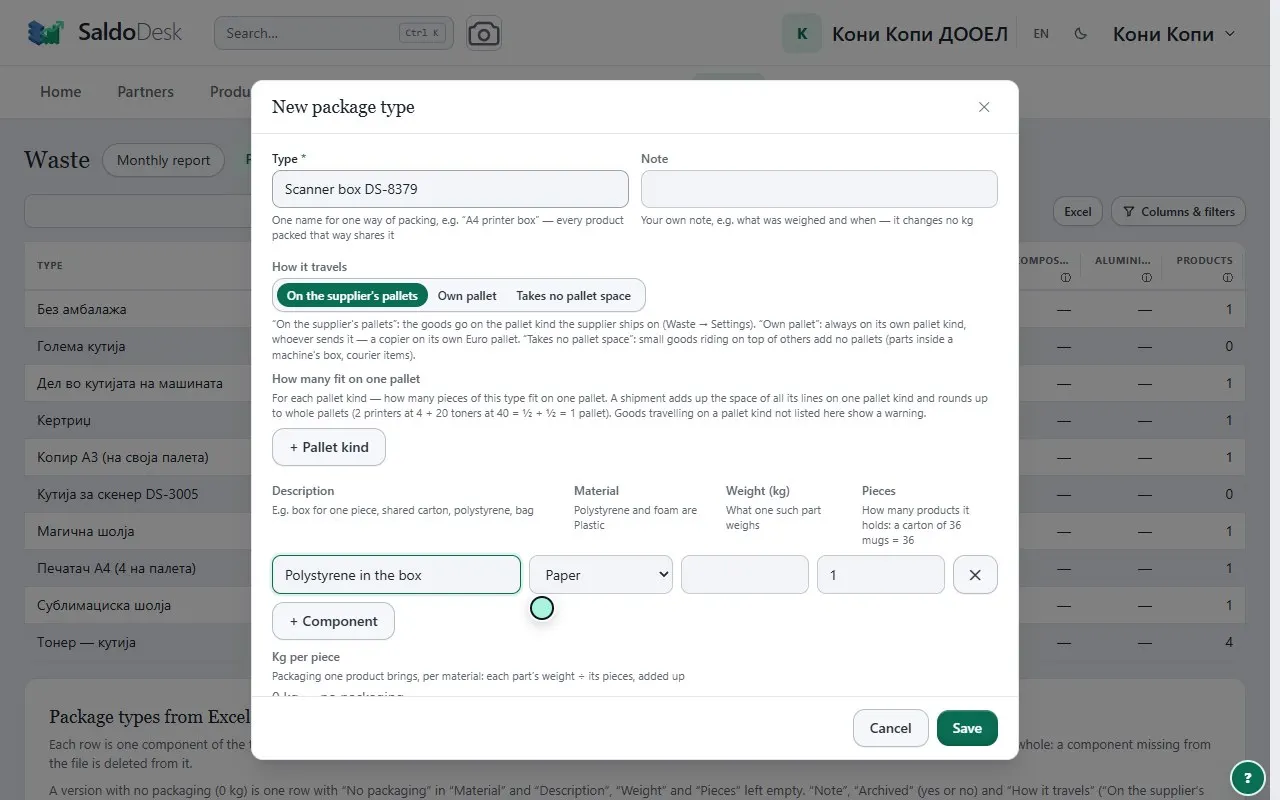 SaldoDesk
Search...
Ctrl K
К
Кони Копи ДООЕЛ
EN
Кони Копи
Home
Partners
Produ
Waste
Monthly report
Excel
Columns & filters
TYPE
COMPOS...
ALUMINI...
PRODUCTS
Без амбалажа
— — 1
Голема кутија
— — 0
Дел во кутијата на машината
— — 1
Кертриџ
— — 1
Копир А3 (на своја палета)
— — 1
Кутија за скенер DS-3005
— — 0
Магична шолја
— — 1
Печатач А4 (4 на палета)
— — 1
Сублимациска шолја
— — 1
Тонер — кутија
— — 4
Package types from Excel
Each row is one component of the t
whole: a component missing from
the file is deleted from it.
A version with no packaging (0 kg) is one row with "No packaging" in "Material" and "Description", "Weight" and "Pieces" left empty. "Note", "Archived" (yes or no) and "How it travels" ("On the supplier's
New package type
Type *
Scanner box DS-8379
One name for one way of packing, e.g. "A4 printer box" — every product
packed that way shares it
Note
Your own note, e.g. what was weighed and when — it changes no kg
How it travels
On the supplier's pallets
Own pallet
Takes no pallet space
"On the supplier's pallets": the goods go on the pallet kind the supplier ships on (Waste → Settings). "Own pallet": always on its own pallet kind,
whoever sends it — a copier on its own Euro pallet. "Takes no pallet space": small goods riding on top of others add no pallets (parts inside a
machine's box, courier items).
How many fit on one pallet
For each pallet kind — how many pieces of this type fit on one pallet. A shipment adds up the space of all its lines on one pallet kind and rounds up
to whole pallets (2 printers at 4 + 20 toners at 40 = ½ + ½ = 1 pallet). Goods travelling on a pallet kind not listed here show a warning.
+ Pallet kind
Description
E.g. box for one piece, shared carton, polystyrene, bag
Material
Polystyrene and foam are
Plastic
Weight (kg)
What one such part
weighs
Pieces
How many products it
holds: a carton of 36
mugs = 36
Polystyrene in the box
Paper
1
+ Component
Kg per piece
Packaging one product brings, per material: each part's weight ÷ its pieces, added up
0 kg — no packaging
Cancel
Save
?